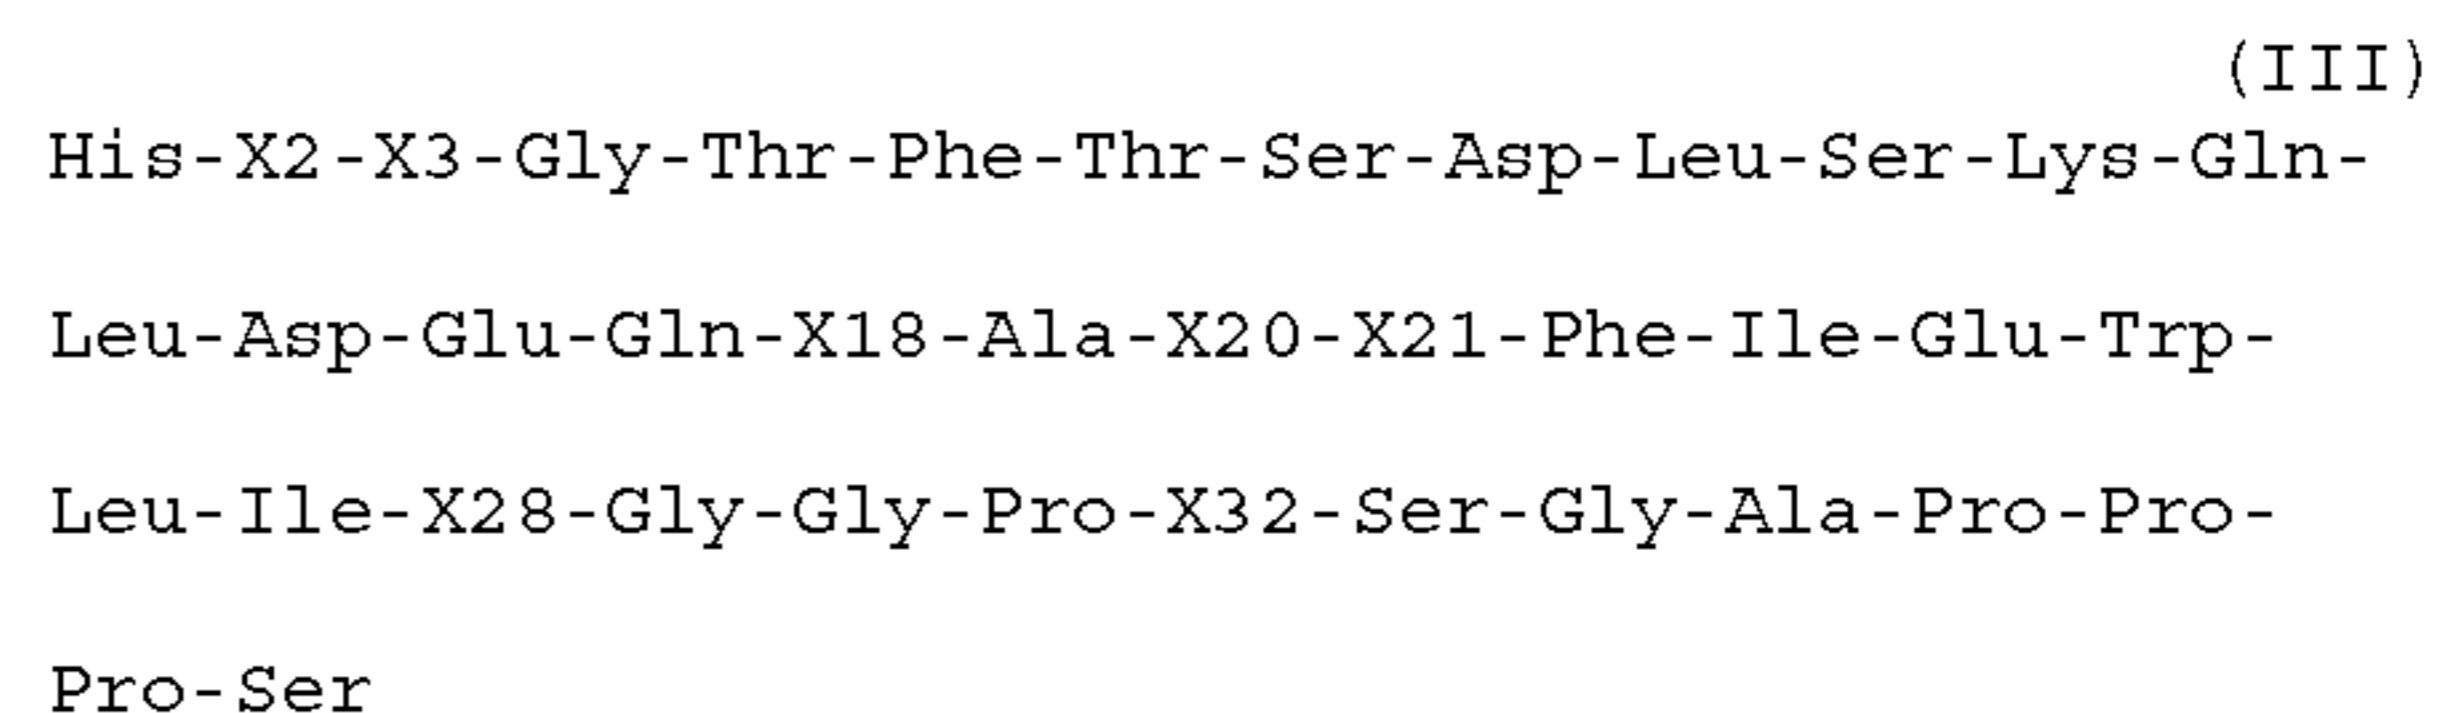 (III)
His-X2-X3-Gly-Thr-Phe-Thr-Ser-Asp-Leu-Ser-Lys-Gln-
Leu-Asp-Glu-Gln-X18-Ala-X20-X21-Phe-Ile-Glu-Trp-
Leu-Ile-X28-Gly-Gly-Pro-X32-Ser-Gly-Ala-Pro-Pro-
Pro-Ser